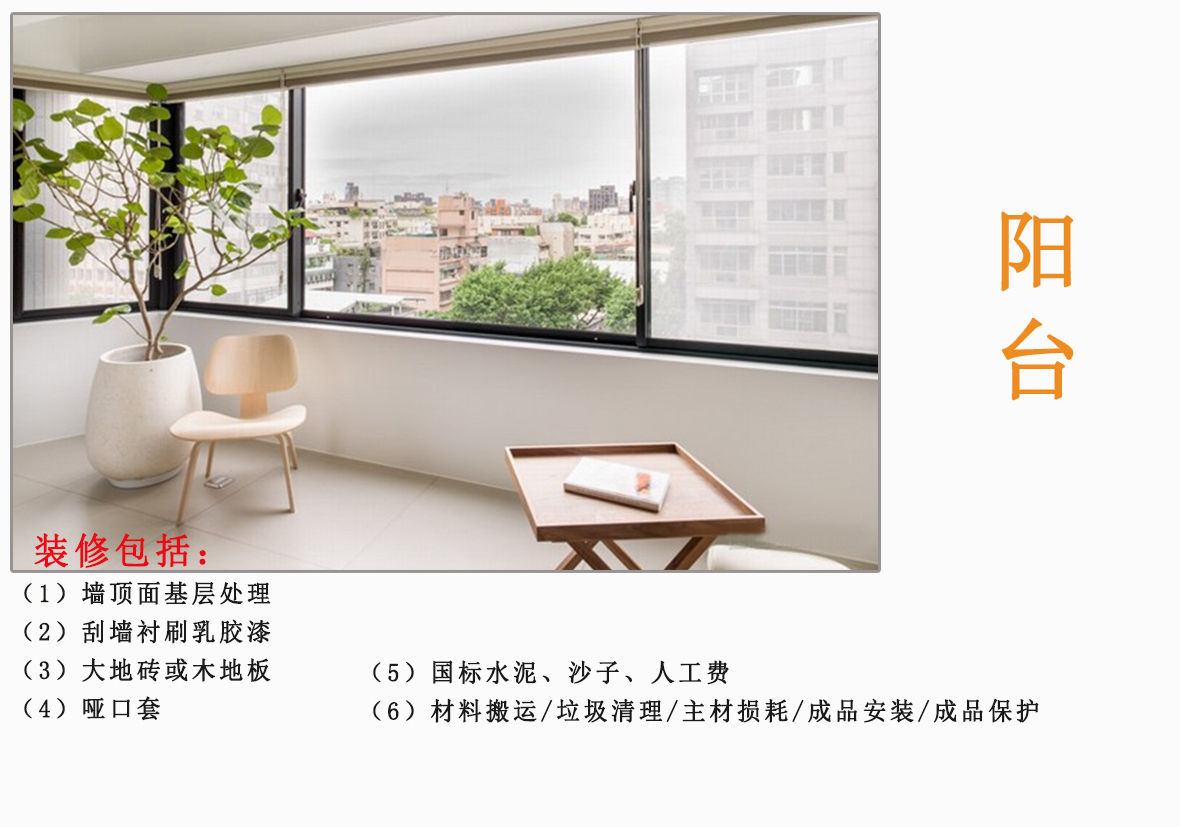 阳
台
装修包括：
（1）墙顶面基层处理
（2）刮墙衬刷乳胶漆
（3）大地砖或木地板
（4）哑口套
（5）国标水泥、沙子、人工费
（6）材料搬运/垃圾清理/主材损耗/成品安装/成品保护